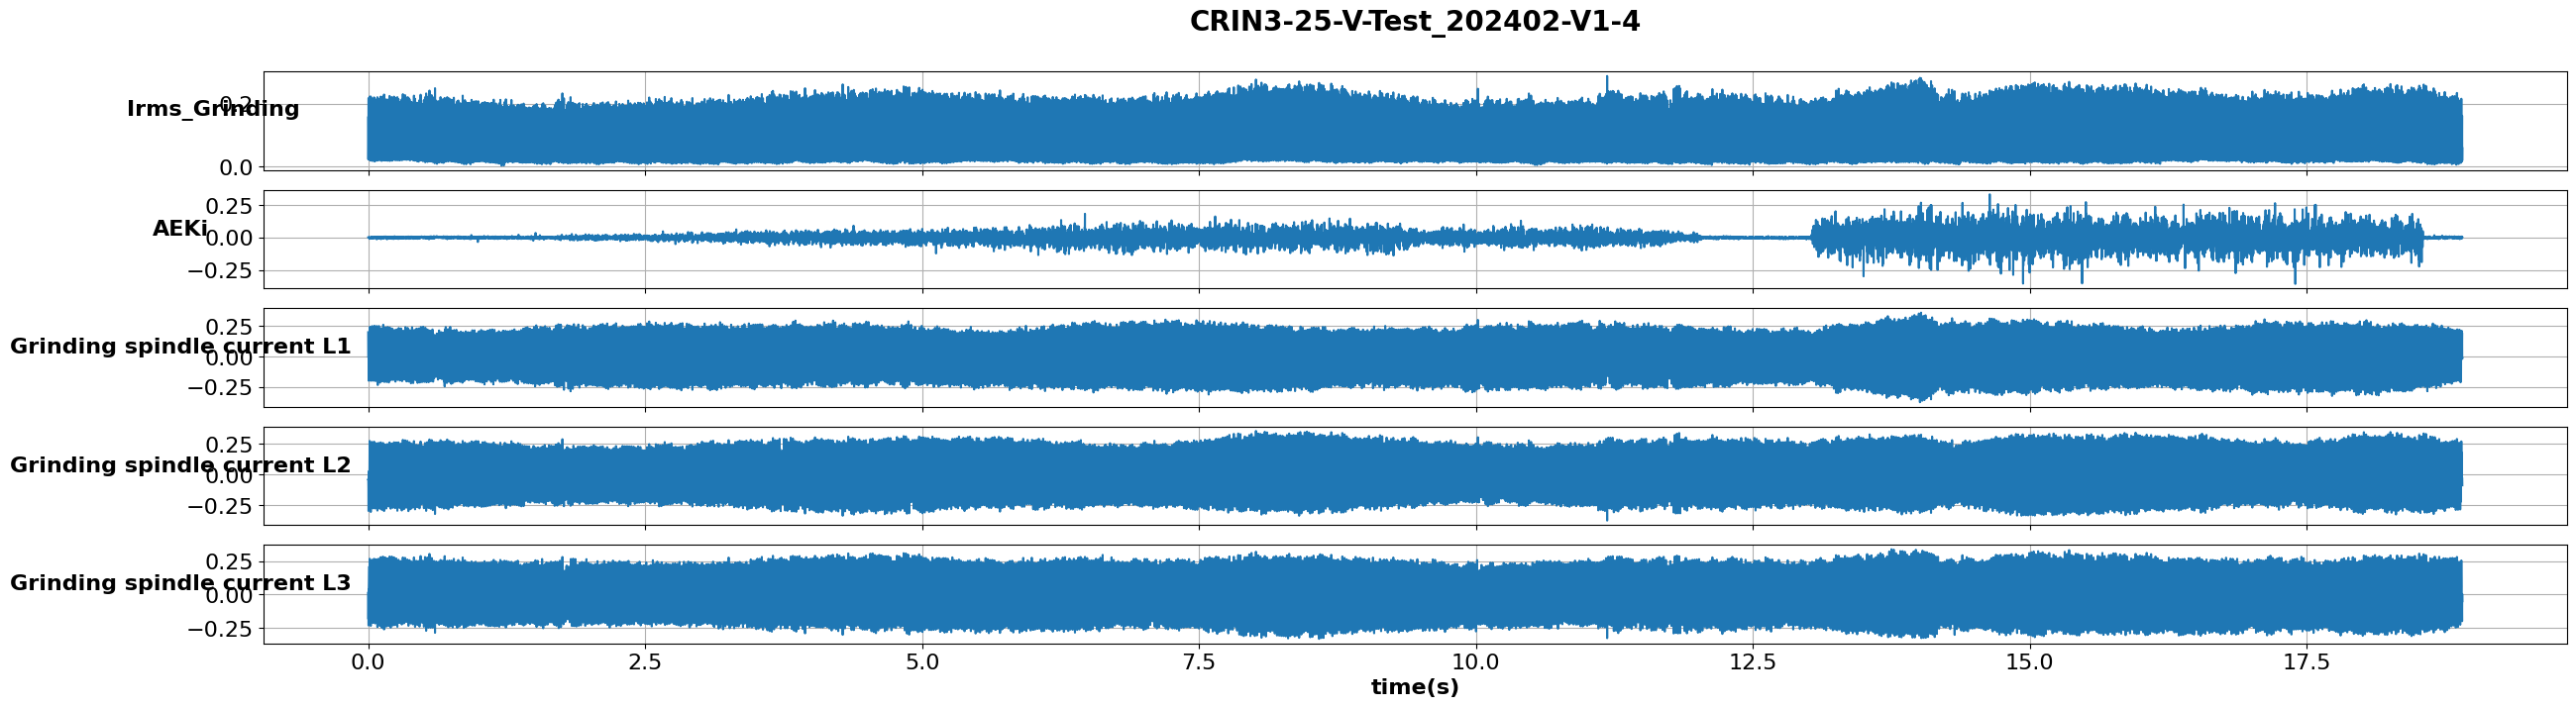 CRIN3-25-V-Test_202402-V1-4
Irms_Grinding
0.2
0.0
AEKi
0.25
0.00
−0.25
Grinding spindle current L1
0.25
0.00
−0.25
Grinding spindle current L2
0.25
0.00
−0.25
Grinding spindle current L3
0.25
0.00
−0.25
0.0 2.5 5.0 7.5 10.0 12.5 15.0 17.5
time(s)